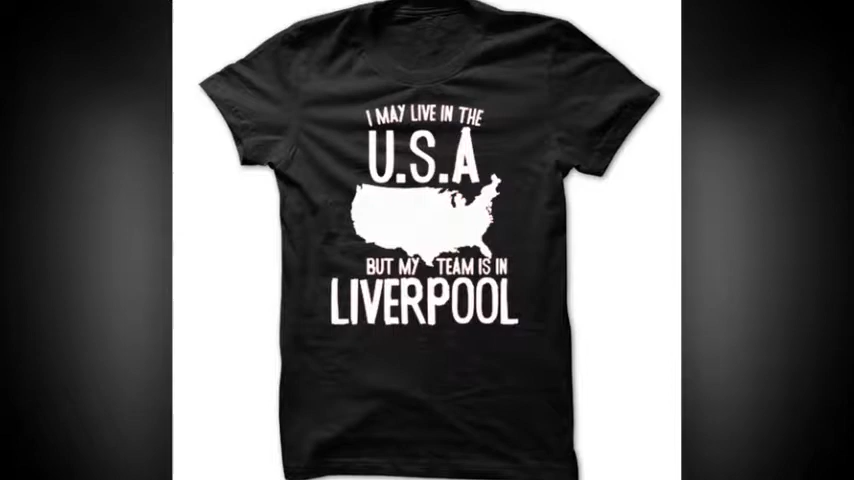 I MAY LIVE IN THE
U.S.A
BUT MY TEAM IS IN
LIVERPOOL